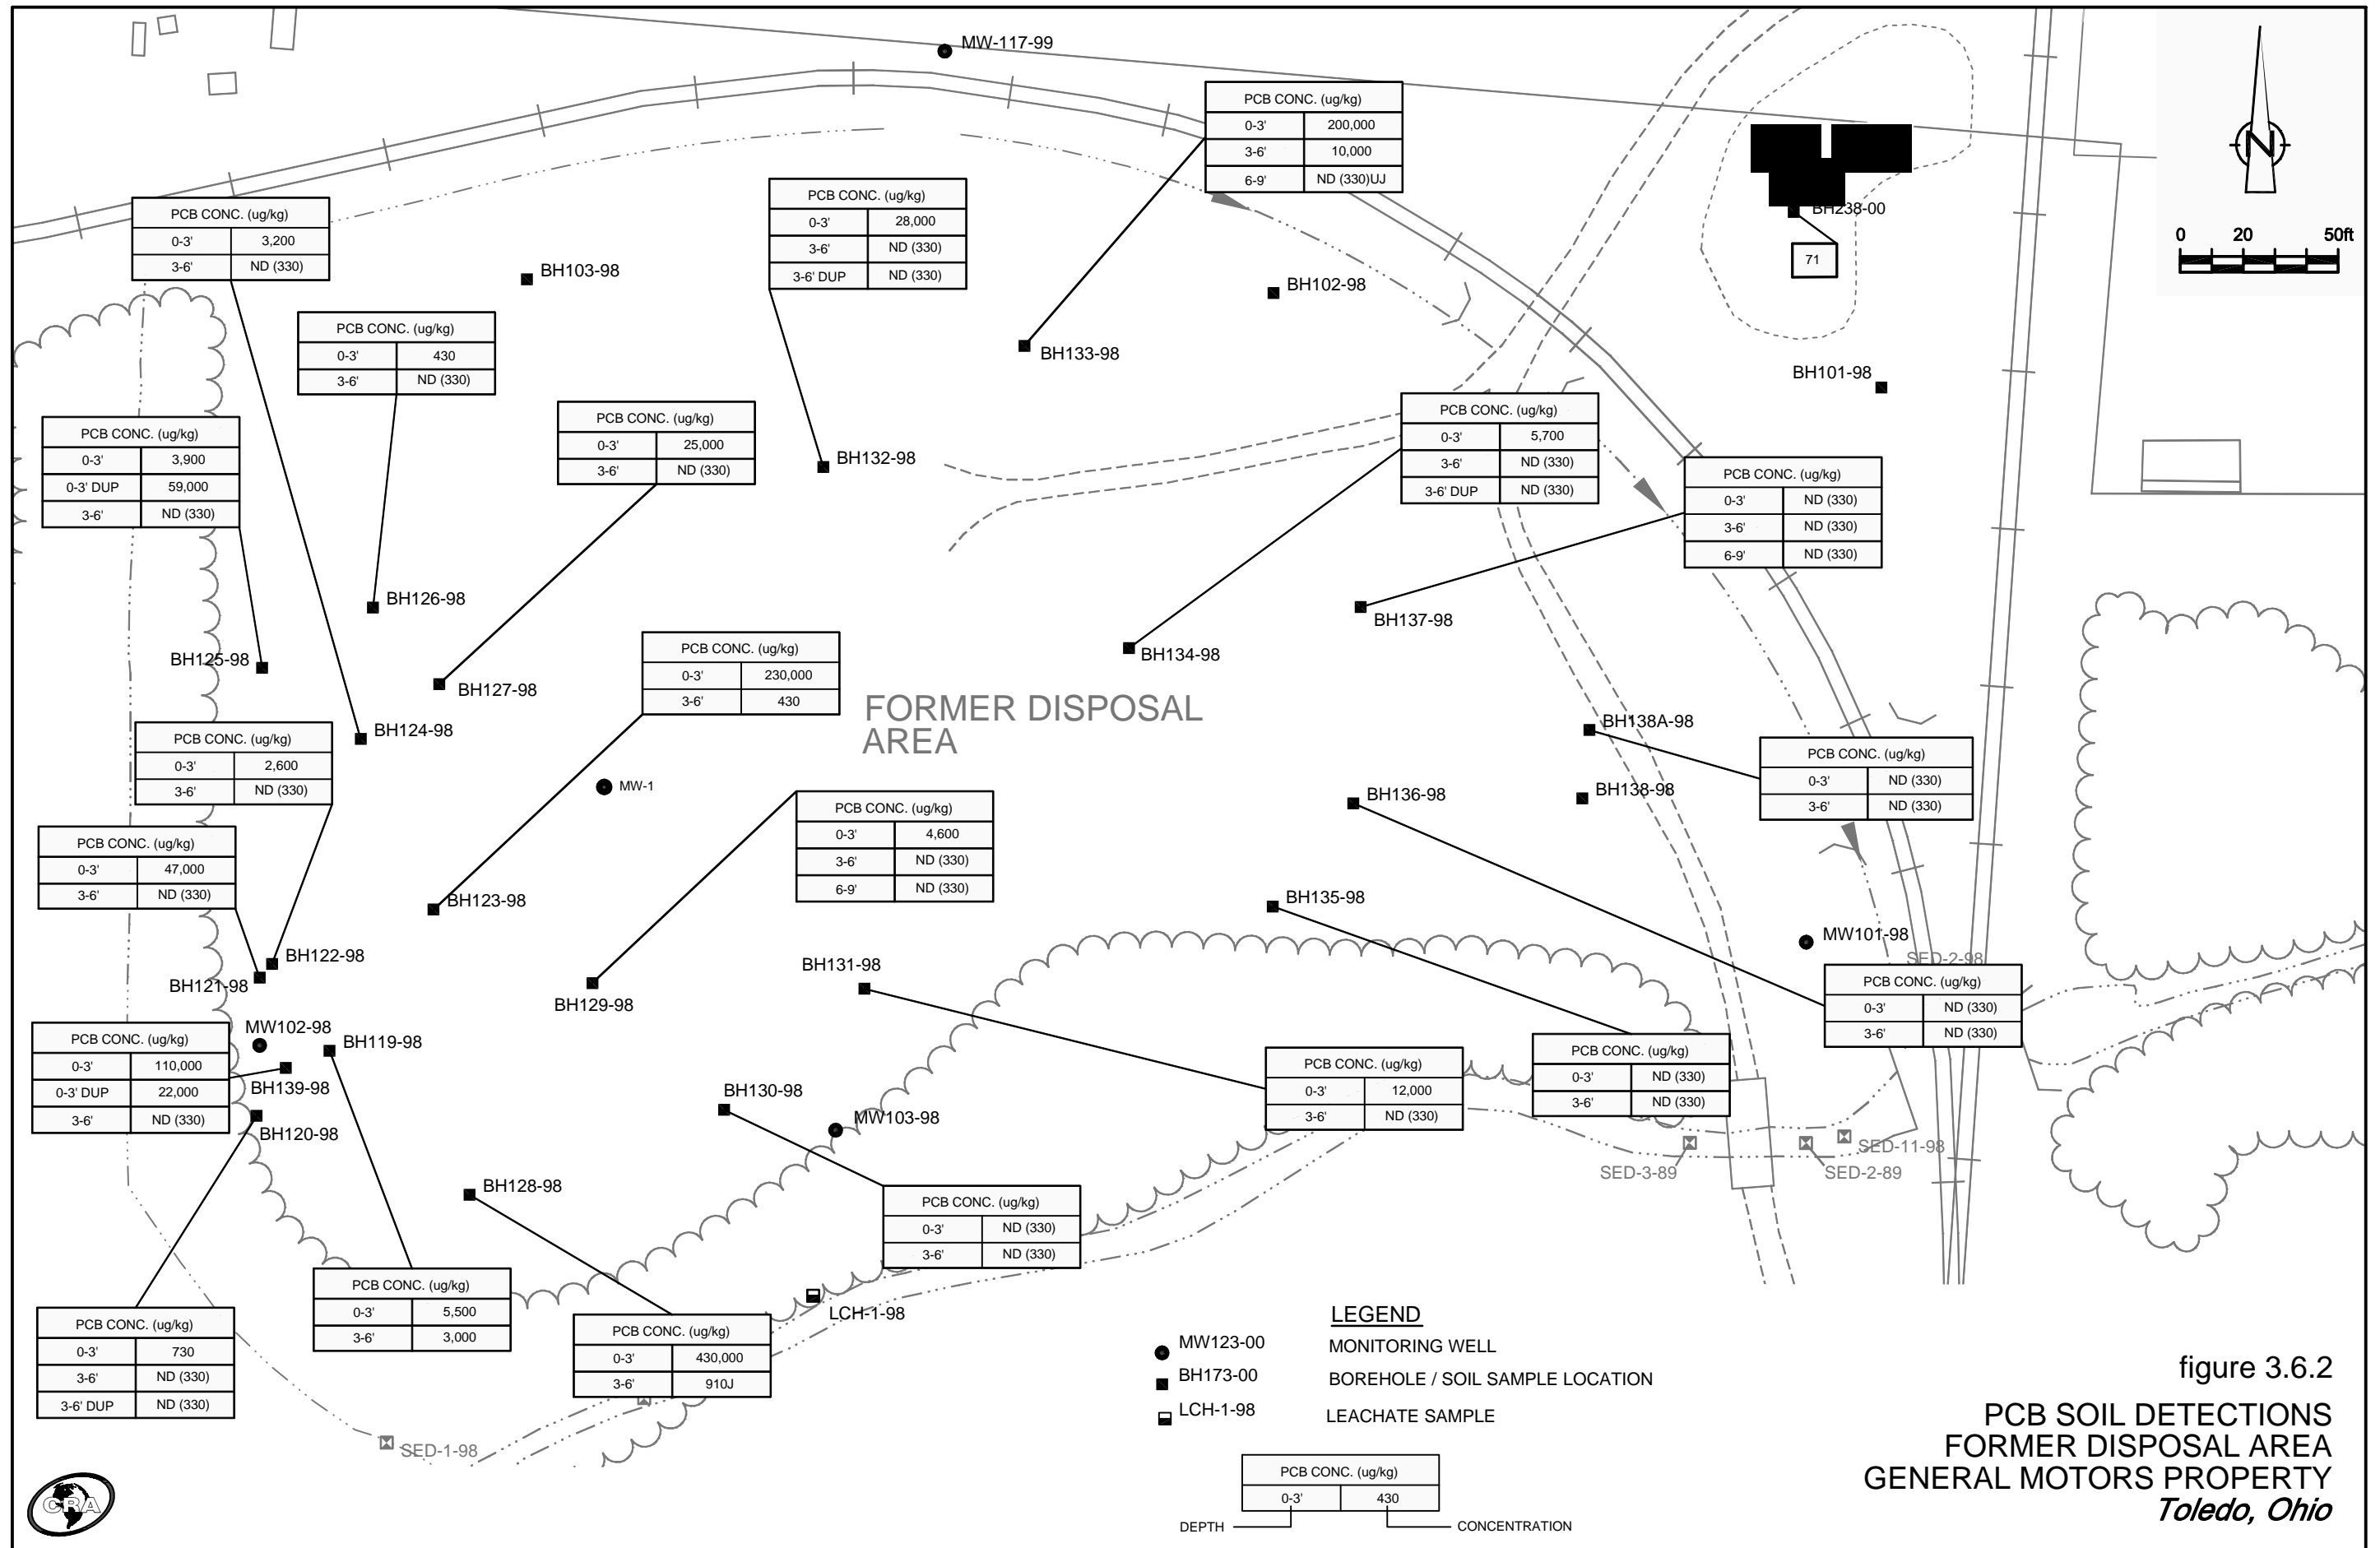 MW-117-99
PCB CONC. (ug/kg)
0-3' 200,000
3-6' 10,000
6-9' ND (330)UJ
N
0 20 50ft
BH238-00
71
PCB CONC. (ug/kg)
0-3' 3,200
3-6' ND (330)
PCB CONC. (ug/kg)
0-3' 28,000
3-6' ND (330)
3-6' DUP ND (330)
BH103-98
BH102-98
PCB CONC. (ug/kg)
0-3' 430
3-6' ND (330)
BH133-98
BH101-98
PCB CONC. (ug/kg)
0-3' 3,900
0-3' DUP 59,000
3-6' ND (330)
PCB CONC. (ug/kg)
0-3' 25,000
3-6' ND (330)
BH132-98
PCB CONC. (ug/kg)
0-3' 5,700
3-6' ND (330)
3-6' DUP ND (330)
PCB CONC. (ug/kg)
0-3' ND (330)
3-6' ND (330)
6-9' ND (330)
BH126-98
BH137-98
BH125-98
BH134-98
BH127-98
PCB CONC. (ug/kg)
0-3' 230,000
3-6' 430
FORMER DISPOSAL
AREA
BH124-98
BH138A-98
PCB CONC. (ug/kg)
0-3' 2,600
3-6' ND (330)
PCB CONC. (ug/kg)
0-3' ND (330)
3-6' ND (330)
MW-1
BH136-98
BH138-98
PCB CONC. (ug/kg)
0-3' 4,600
3-6' ND (330)
6-9' ND (330)
PCB CONC. (ug/kg)
0-3' 47,000
3-6' ND (330)
BH123-98
BH135-98
MW101-98
SED-2-98
BH122-98
BH121-98
BH131-98
BH129-98
PCB CONC. (ug/kg)
0-3' ND (330)
3-6' ND (330)
MW102-98
BH119-98
PCB CONC. (ug/kg)
0-3' 110,000
0-3' DUP 22,000
3-6' ND (330)
BH139-98
BH120-98
BH130-98
MW103-98
PCB CONC. (ug/kg)
0-3' 12,000
3-6' ND (330)
PCB CONC. (ug/kg)
0-3' ND (330)
3-6' ND (330)
SED-11-98
SED-3-89
SED-2-89
BH128-98
PCB CONC. (ug/kg)
0-3' ND (330)
3-6' ND (330)
PCB CONC. (ug/kg)
0-3' 5,500
3-6' 3,000
LCH-1-98
PCB CONC. (ug/kg)
0-3' 730
3-6' ND (330)
3-6' DUP ND (330)
PCB CONC. (ug/kg)
0-3' 430,000
3-6' 910J
SED-1-98
LEGEND
MW123-00 MONITORING WELL
BH173-00 BOREHOLE / SOIL SAMPLE LOCATION
LCH-1-98 LEACHATE SAMPLE
PCB CONC. (ug/kg)
0-3' 430
DEPTH CONCENTRATION
figure 3.6.2
PCB SOIL DETECTIONS
FORMER DISPOSAL AREA
GENERAL MOTORS PROPERTY
Toledo, Ohio
CRA